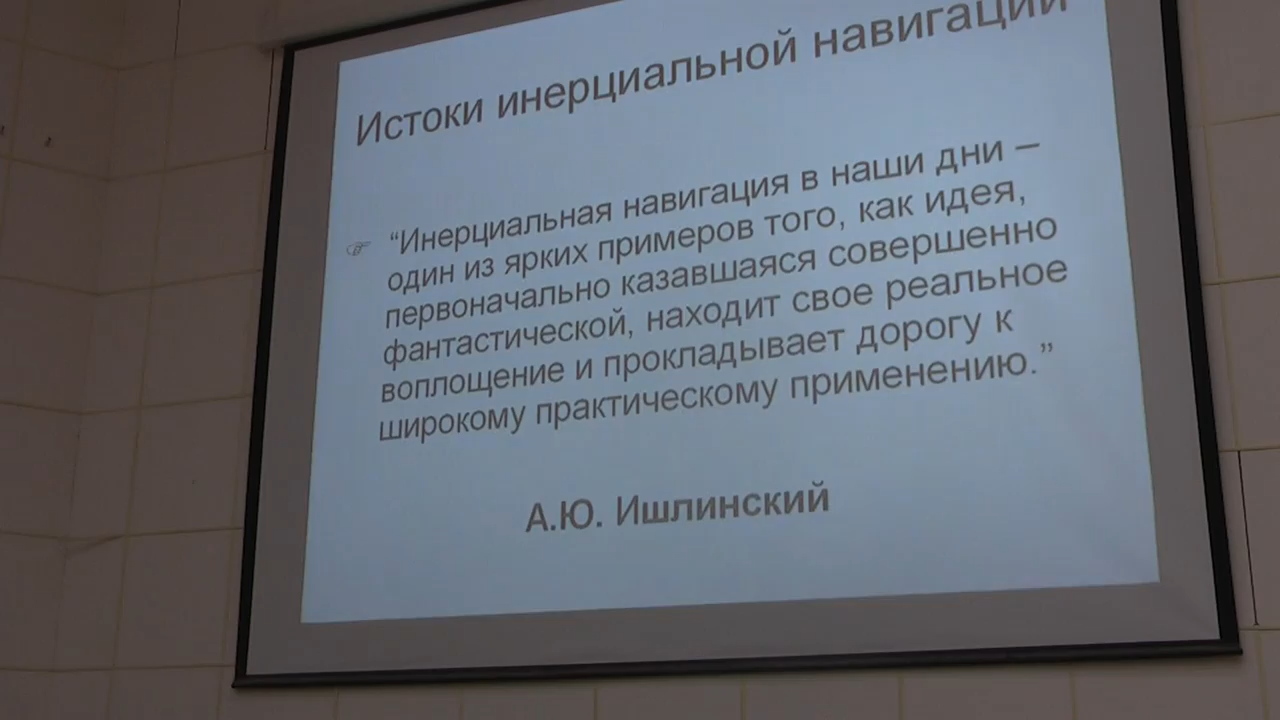 Истоки инерциальной навигации
“Инерциальная навигация в наши дни –
один из ярких примеров того, как идея,
первоначально казавшаяся совершенно
фантастической, находит свое реальное
воплощение и прокладывает дорогу к
широкому практическому применению.”
А.Ю. Ишлинский